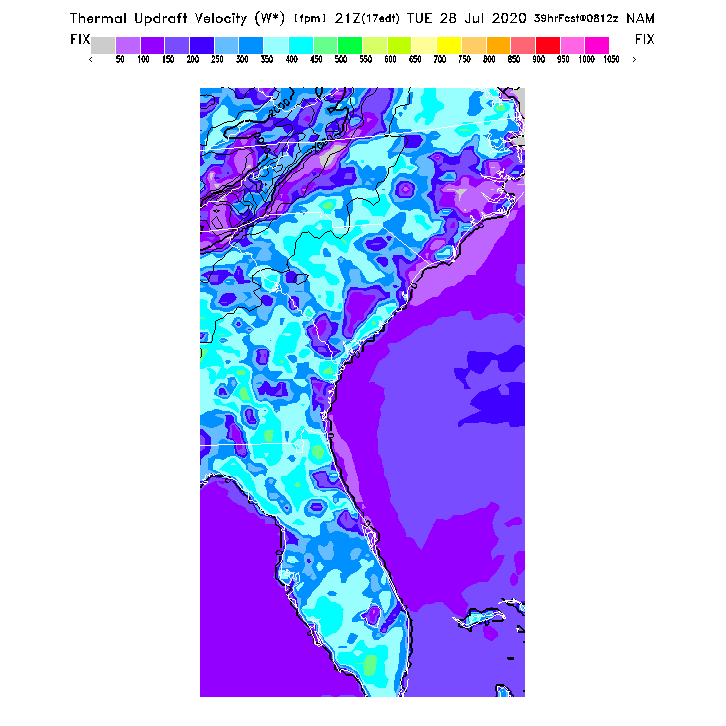 Thermal Updraft Velocity (W*) [fpm] 21Z(17edt) TUE 28 Jul 2020 39hrFcst@0812z NAM
FIX FIX
< 50 100 150 200 250 300 350 400 450 500 550 600 650 700 750 800 850 900 950 1000 1050 >
2000